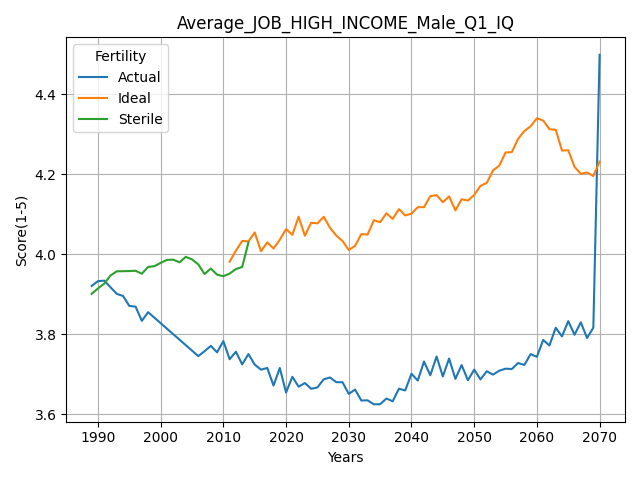 Average_JOB_HIGH_INCOME_Male_Q1_IQ
Fertility
Actual
Ideal
Sterile
Score(1-5)
4.4
4.2
4.0
3.8
3.6
1990 2000 2010 2020 2030 2040 2050 2060 2070
Years